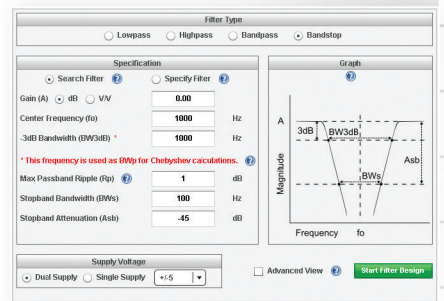 Filter Type
Lowpass Highpass Bandpass Bandstop
Specification
Search Filter ? Specify Filter ?
Gain (A) dB V/V 0.00
Center Frequency (fo) 1000 Hz
-3dB Bandwidth (BW3dB) * 1000 Hz
* This frequency is used as BWp for Chebyshev calculations. ?
Max Passband Ripple (Rp) ? 1 dB
Stopband Bandwidth (BWs) 100 Hz
Stopband Attenuation (Asb) -45 dB
Graph
?
A
3dB BW3dB
Asb
BWs
Magnitude
Frequency fo
Supply Voltage
Dual Supply Single Supply +/-5
Advanced View ? Start Filter Design